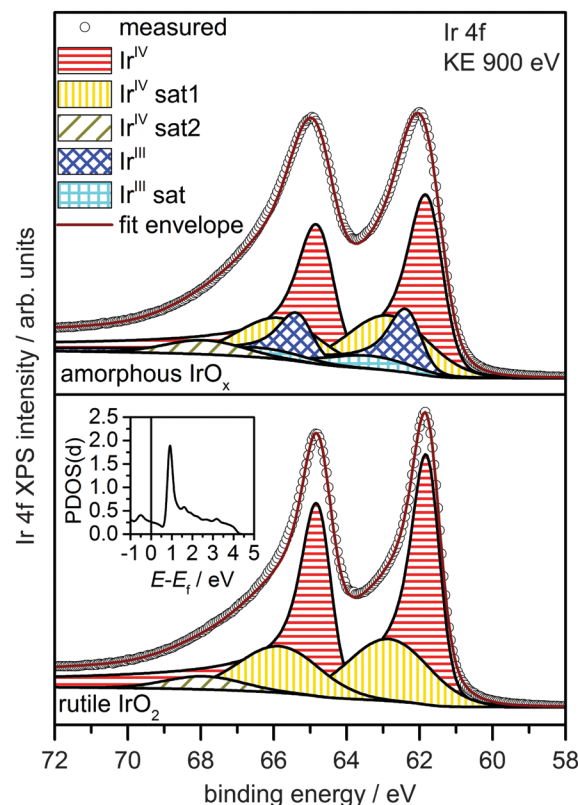 measured
Ir^IV
Ir^IV sat1
Ir^IV sat2
Ir^III
Ir^III sat
fit envelope
Ir 4f
KE 900 eV
amorphous IrO_x
Ir 4f XPS intensity / arb. units
PDOS(d)
2.5
2.0
1.5
1.0
0.5
0.0
-1 0 1 2 3 4 5
E-E_f / eV
rutile IrO_2
72 70 68 66 64 62 60 58
binding energy / eV